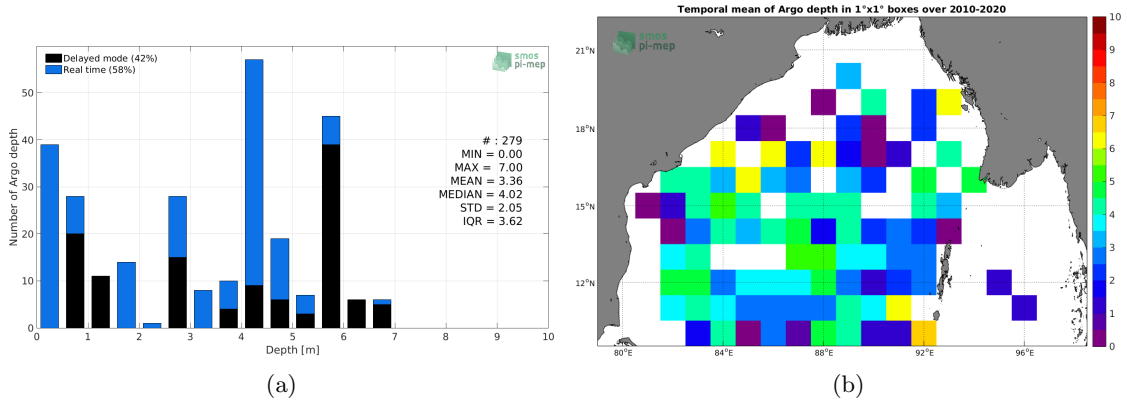 Delayed mode (42%)
Real time (58%)
smos
pi-mep
# : 279
MIN = 0.00
MAX = 7.00
MEAN = 3.36
MEDIAN = 4.02
STD = 2.05
IQR = 3.62
Number of Argo depth
50
40
30
20
10
0
0 1 2 3 4 5 6 7 8 9 10
Depth [m]
(a)
Temporal mean of Argo depth in 1°x1° boxes over 2010-2020
smos
pi-mep
21°N
18°N
15°N
12°N
80°E 84°E 88°E 92°E 96°E
10
9
8
7
6
5
4
3
2
1
0
(b)